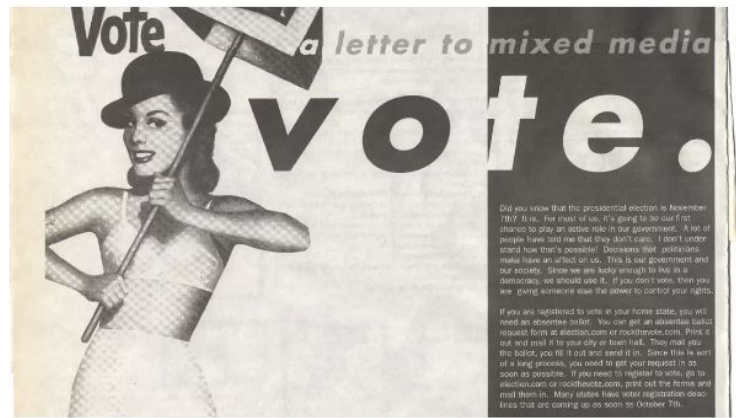 Vote
a letter to mixed media
vote.
Did you know that the presidential election is November
7th? It is. For most of us, it's going to be our first
chance to play an active role in our government. A lot of
people have told me that they don't care. I don't under-
stand how that's possible! Decisions that politicians
make have an affect on us. This is our government and
our society. Since we are lucky enough to live in a
democracy, we should use it. If you don't vote, then you
are giving someone else the power to control your rights.
If you are registered to vote in your home state, you will
need an absentee ballot. You can get an absentee ballot
request form at election.com or rockthevote.com. Print it
out and mail it to your city or town hall. They mail you
the ballot, you fill it out and send it in. Since this is sort
of a long process, you need to get your request in as
soon as possible. If you need to register to vote, go to
election.com or rockthevote.com, print out the forms and
mail them in. Many states have voter registration dead-
lines that are coming up as soon as October 7th.